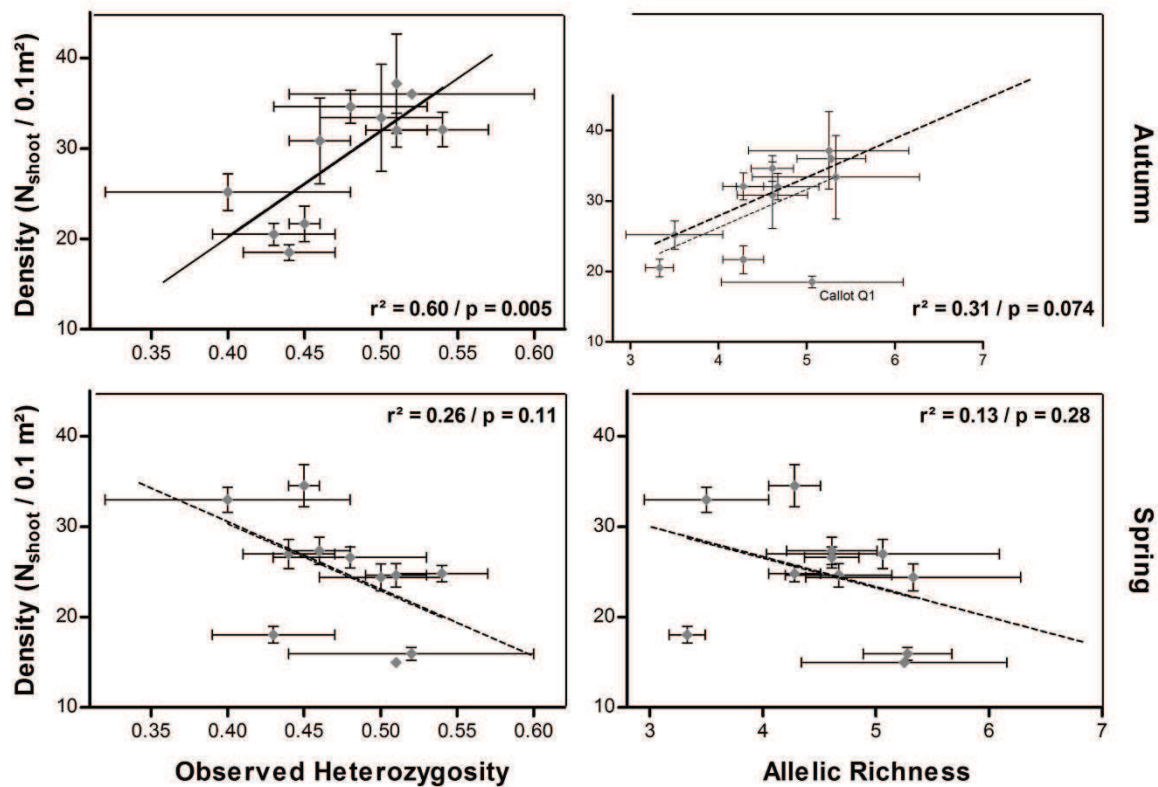 Density (Nshoot / 0.1m²)
40
30
20
10
r² = 0.60 / p = 0.005
0.35 0.40 0.45 0.50 0.55 0.60
40
30
20
10
Callot Q1
r² = 0.31 / p = 0.074
3 4 5 6 7
Autumn
Density (Nshoot / 0.1 m²)
40
30
20
10
r² = 0.26 / p = 0.11
0.35 0.40 0.45 0.50 0.55 0.60
Observed Heterozygosity
40
30
20
10
r² = 0.13 / p = 0.28
3 4 5 6 7
Allelic Richness
Spring